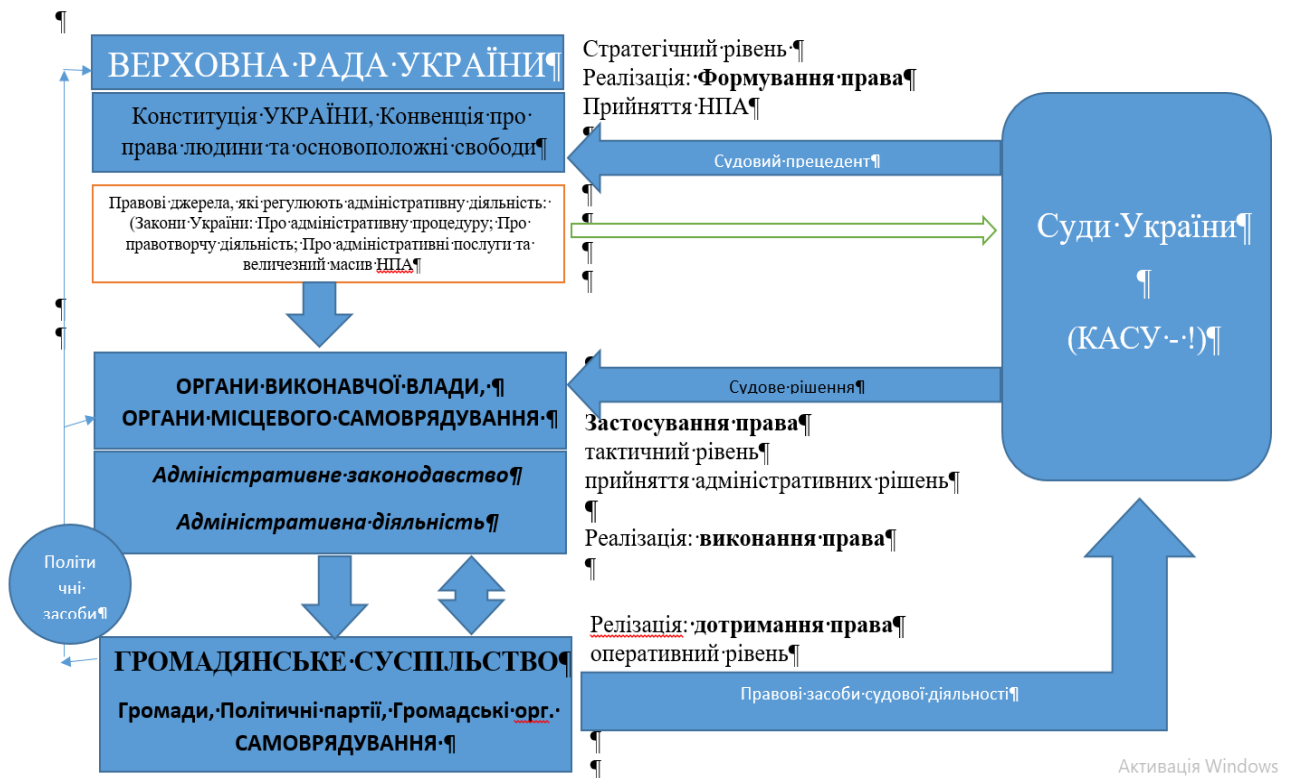 ВЕРХОВНА РАДА УКРАЇНИ¶
Конституція УКРАЇНИ, Конвенція про
права людини та основоположні свободи¶
Правові джерела, які регулюють адміністративну діяльність:
(Закони України: Про адміністративну процедуру; Про
правотворчу діяльність; Про адміністративні послуги та
величезний масив НПА¶
Стратегічний рівень ¶
Реалізація: Формування права¶
Прийняття НПА¶
Судовий прецедент¶
Суди України¶
¶
(КАСУ - !)¶
ОРГАНИ ВИКОНАВЧОЇ ВЛАДИ, ¶
ОРГАНИ МІСЦЕВОГО САМОВРЯДУВАННЯ ¶
Адміністративне законодавство¶
Адміністративна діяльність¶
Судове рішення¶
Застосування права¶
тактичний рівень¶
прийняття адміністративних рішень¶
¶
Реалізація: виконання права¶
¶
Політи
чні
засоби¶
Релізація: дотримання права¶
оперативний рівень¶
ГРОМАДЯНСЬКЕ СУСПІЛЬСТВО¶
Громади, Політичні партії, Громадські орг.
САМОВРЯДУВАННЯ ¶
Правові засоби судової діяльності¶
Активація Windows